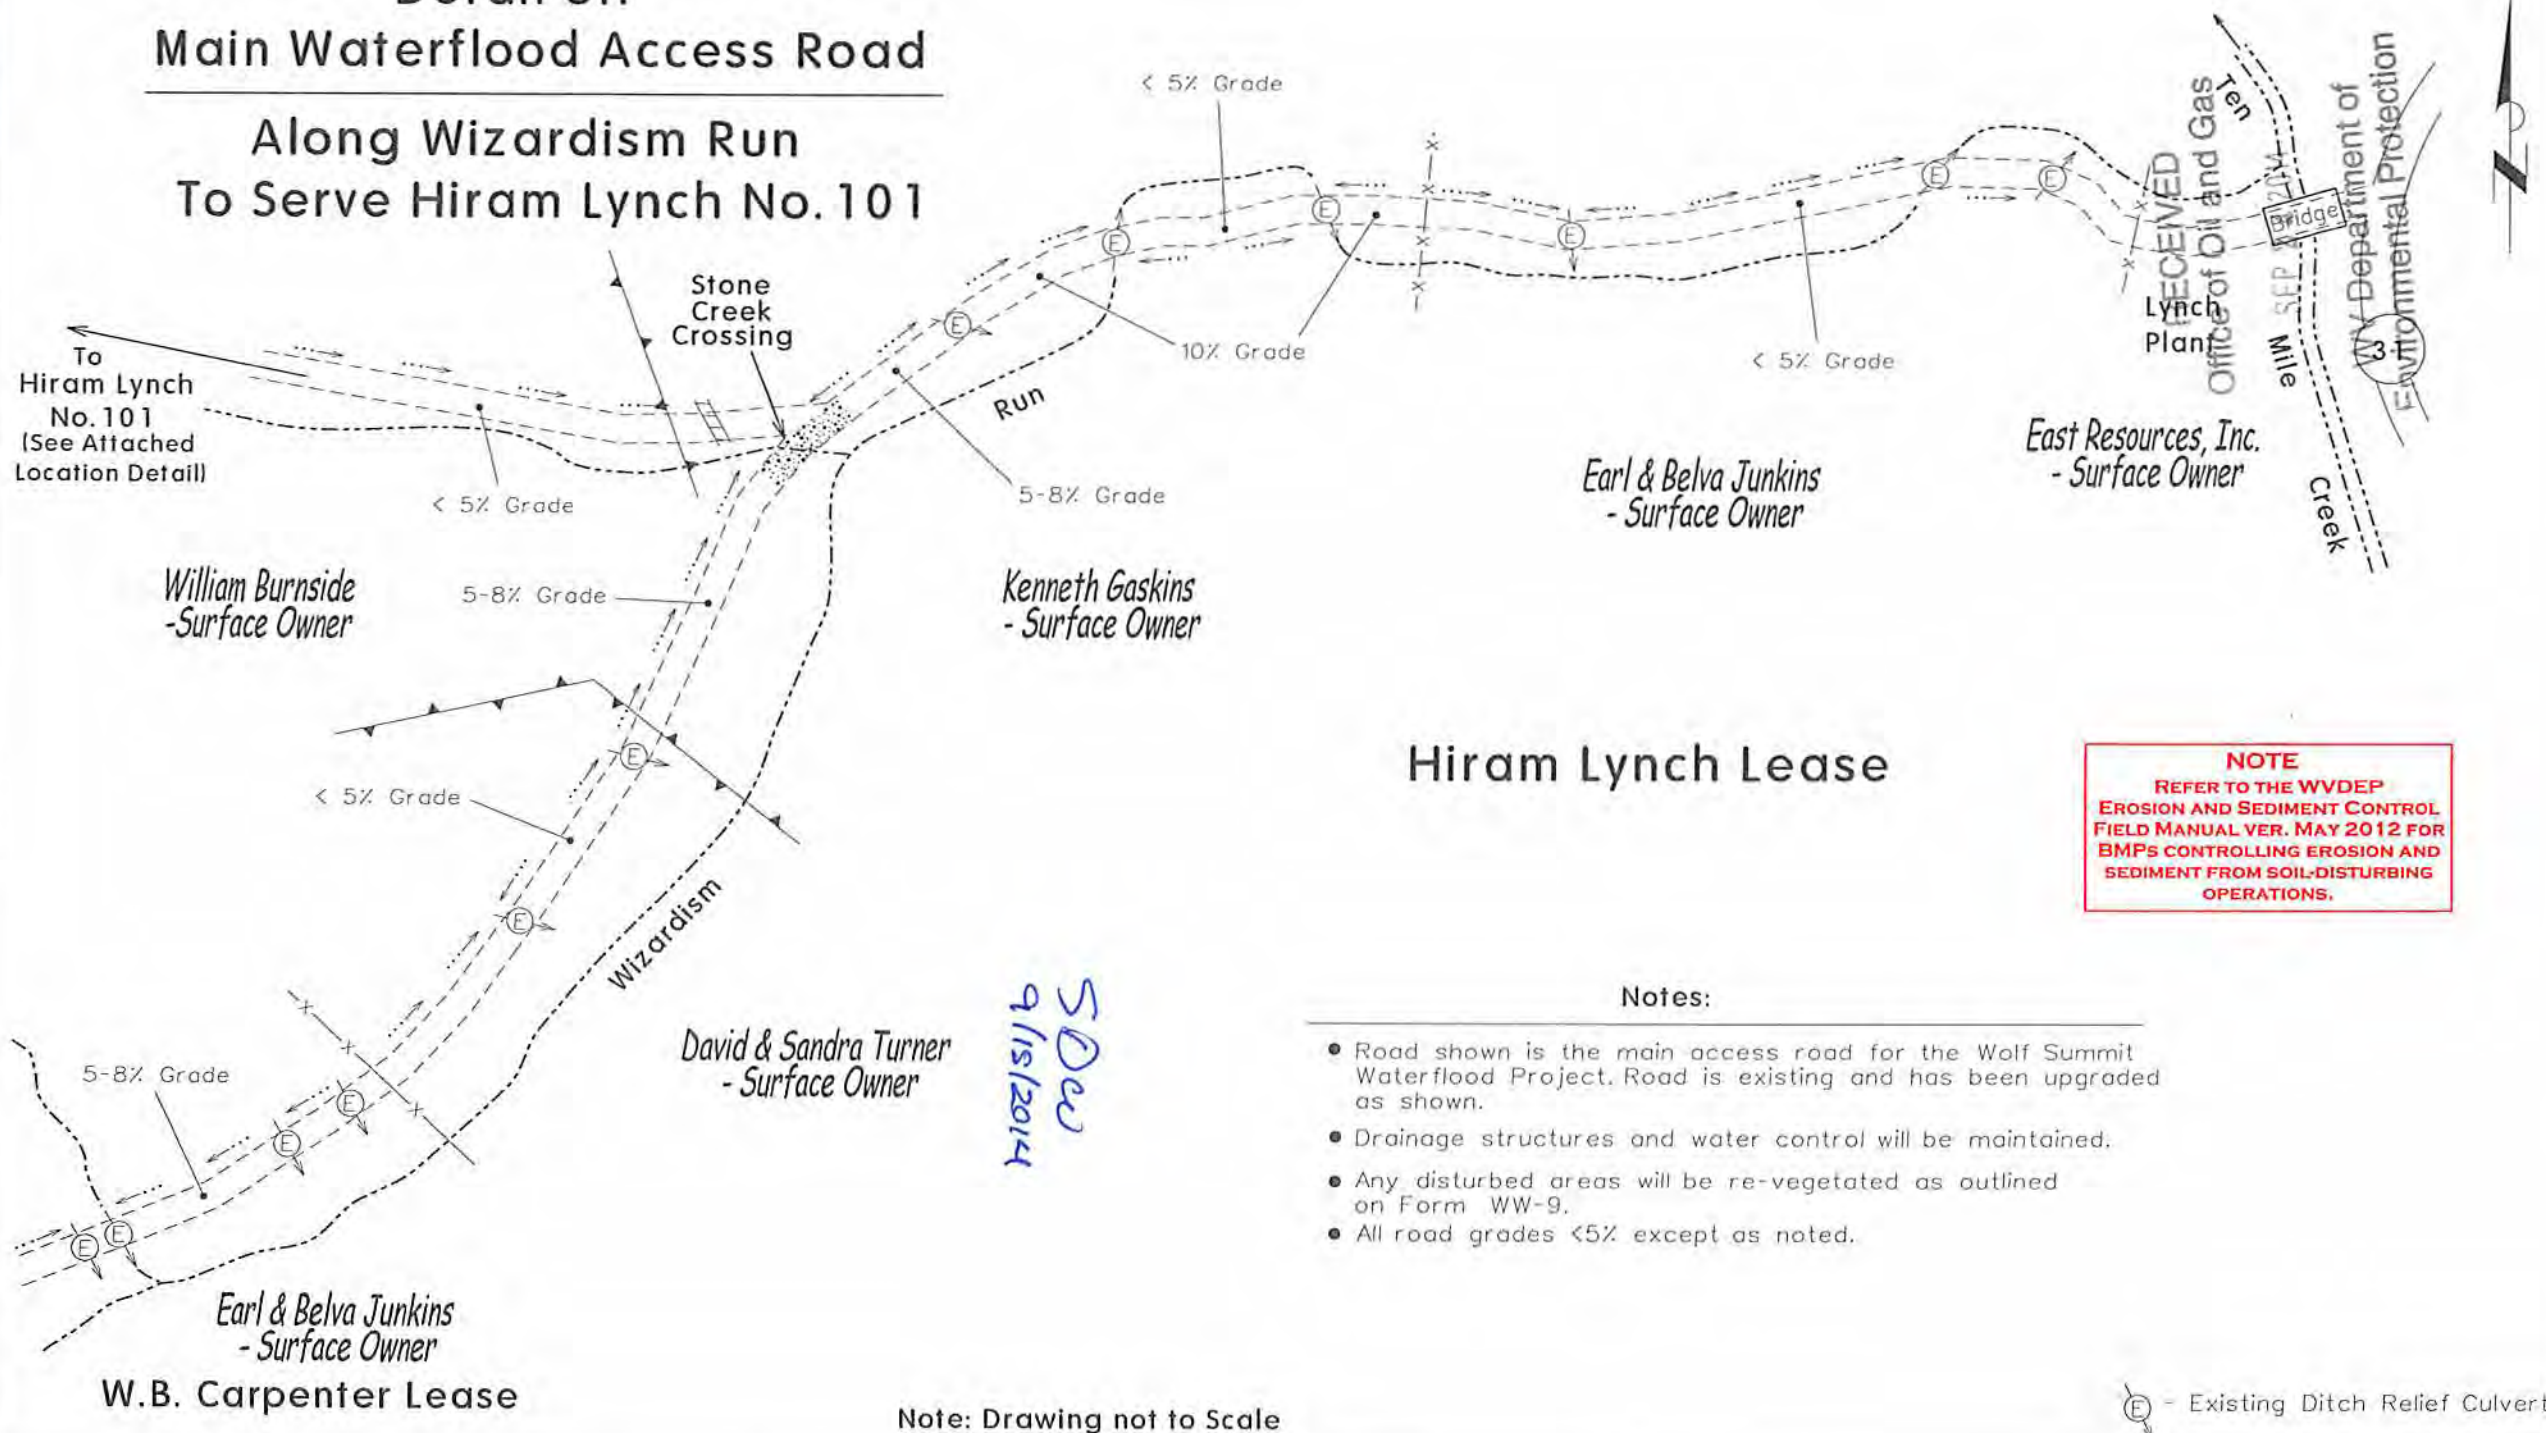 Main Waterflood Access Road
Along Wizardism Run
To Serve Hiram Lynch No. 101
< 5% Grade
Ten
RECEIVED
Office of Oil and Gas
SEP
WV Department of
Environmental Protection
Bridge
Stone
Creek
Crossing
To
Hiram Lynch
No. 101
(See Attached
Location Detail)
10% Grade
Run
< 5% Grade
Lynch
Plant
Mile
3-1
Creek
< 5% Grade
5-8% Grade
Earl & Belva Junkins
- Surface Owner
East Resources, Inc.
- Surface Owner
William Burnside
-Surface Owner
5-8% Grade
Kenneth Gaskins
- Surface Owner
< 5% Grade
Hiram Lynch Lease
NOTE
REFER TO THE WVDEP
EROSION AND SEDIMENT CONTROL
FIELD MANUAL VER. MAY 2012 FOR
BMPS CONTROLLING EROSION AND
SEDIMENT FROM SOIL-DISTURBING
OPERATIONS.
Wizardism
David & Sandra Turner
- Surface Owner
9/15/2014
5-8% Grade
Notes:
● Road shown is the main access road for the Wolf Summit
Waterflood Project. Road is existing and has been upgraded
as shown.
● Drainage structures and water control will be maintained.
● Any disturbed areas will be re-vegetated as outlined
on Form WW-9.
● All road grades <5% except as noted.
Earl & Belva Junkins
- Surface Owner
W.B. Carpenter Lease
Note: Drawing not to Scale
E - Existing Ditch Relief Culvert